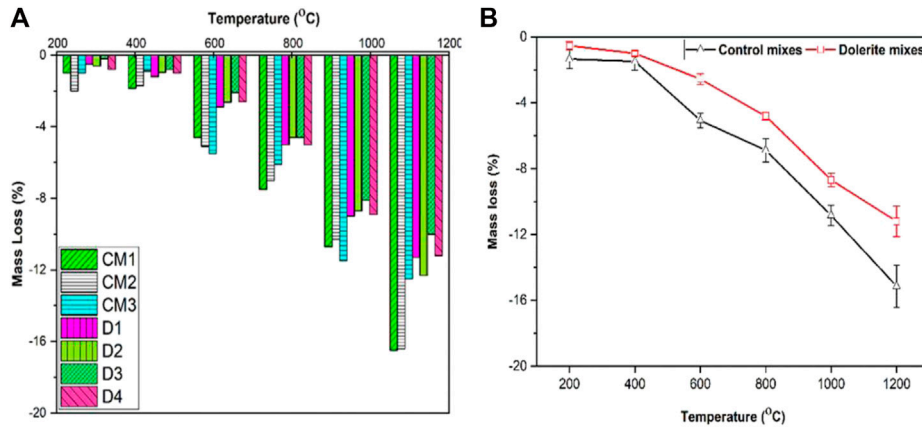 A
Temperature (°C)
200 400 600 800 1000 1200
0
-4
-8
-12
-16
-20
Mass Loss (%)
CM1
CM2
CM3
D1
D2
D3
D4
B
0
-4
-8
-12
-16
-20
Mass loss (%)
Control mixes
Dolerite mixes
200 400 600 800 1000 1200
Temperature (°C)